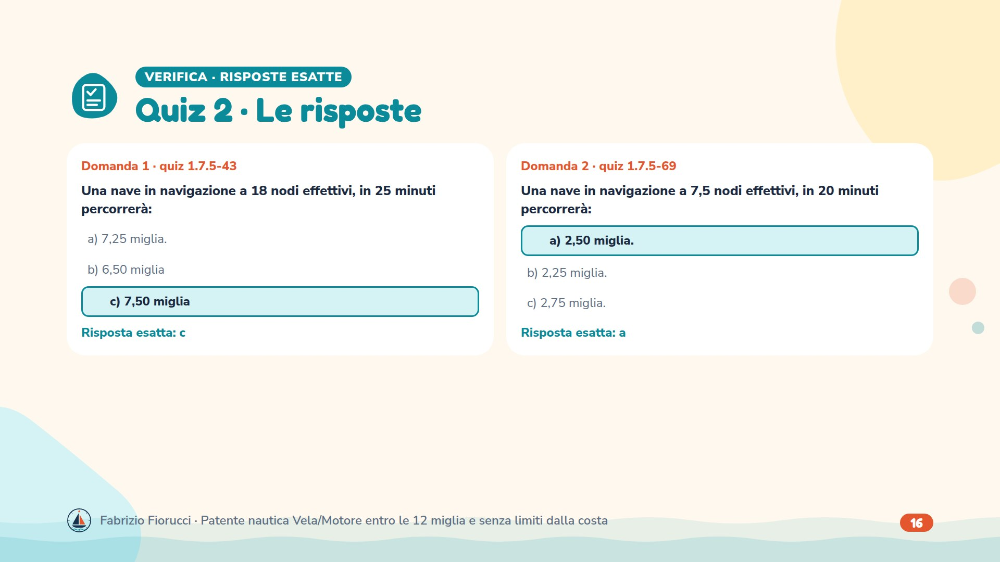 VERIFICA · RISPOSTE ESATTE
Quiz 2 · Le risposte
Domanda 1 · quiz 1.7.5-43
Una nave in navigazione a 18 nodi effettivi, in 25 minuti
percorrerà:
a) 7,25 miglia.
b) 6,50 miglia
c) 7,50 miglia
Risposta esatta: c
Domanda 2 · quiz 1.7.5-69
Una nave in navigazione a 7,5 nodi effettivi, in 20 minuti
percorrerà:
a) 2,50 miglia.
b) 2,25 miglia.
c) 2,75 miglia.
Risposta esatta: a
Fabrizio Fiorucci · Patente nautica Vela/Motore entro le 12 miglia e senza limiti dalla costa
16